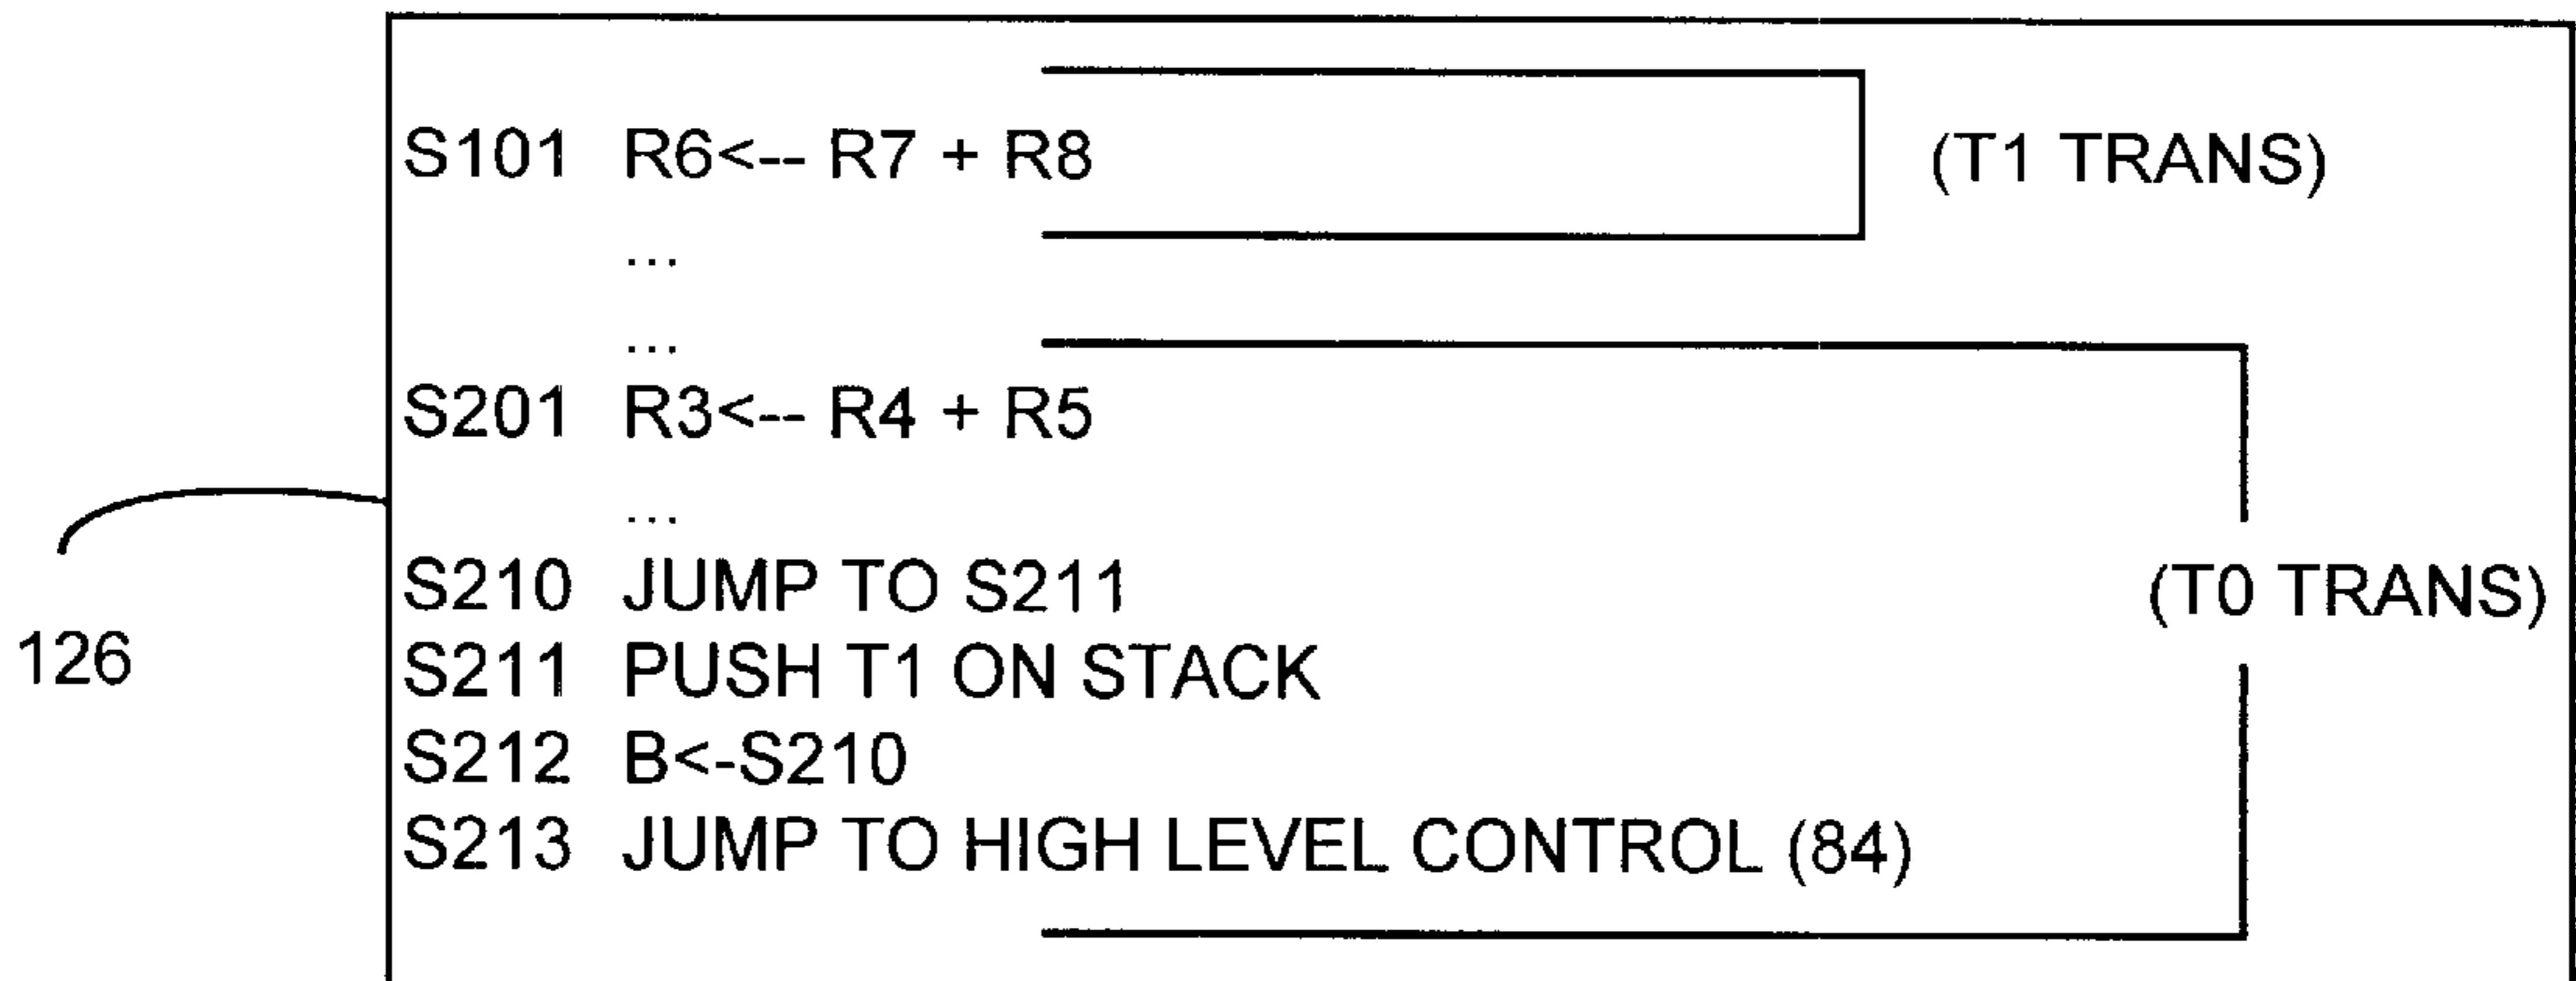 S101 R6<-- R7 + R8 (T1 TRANS)
...
...
S201 R3<-- R4 + R5
...
S210 JUMP TO S211 (T0 TRANS)
126 S211 PUSH T1 ON STACK
S212 B<-S210
S213 JUMP TO HIGH LEVEL CONTROL (84)